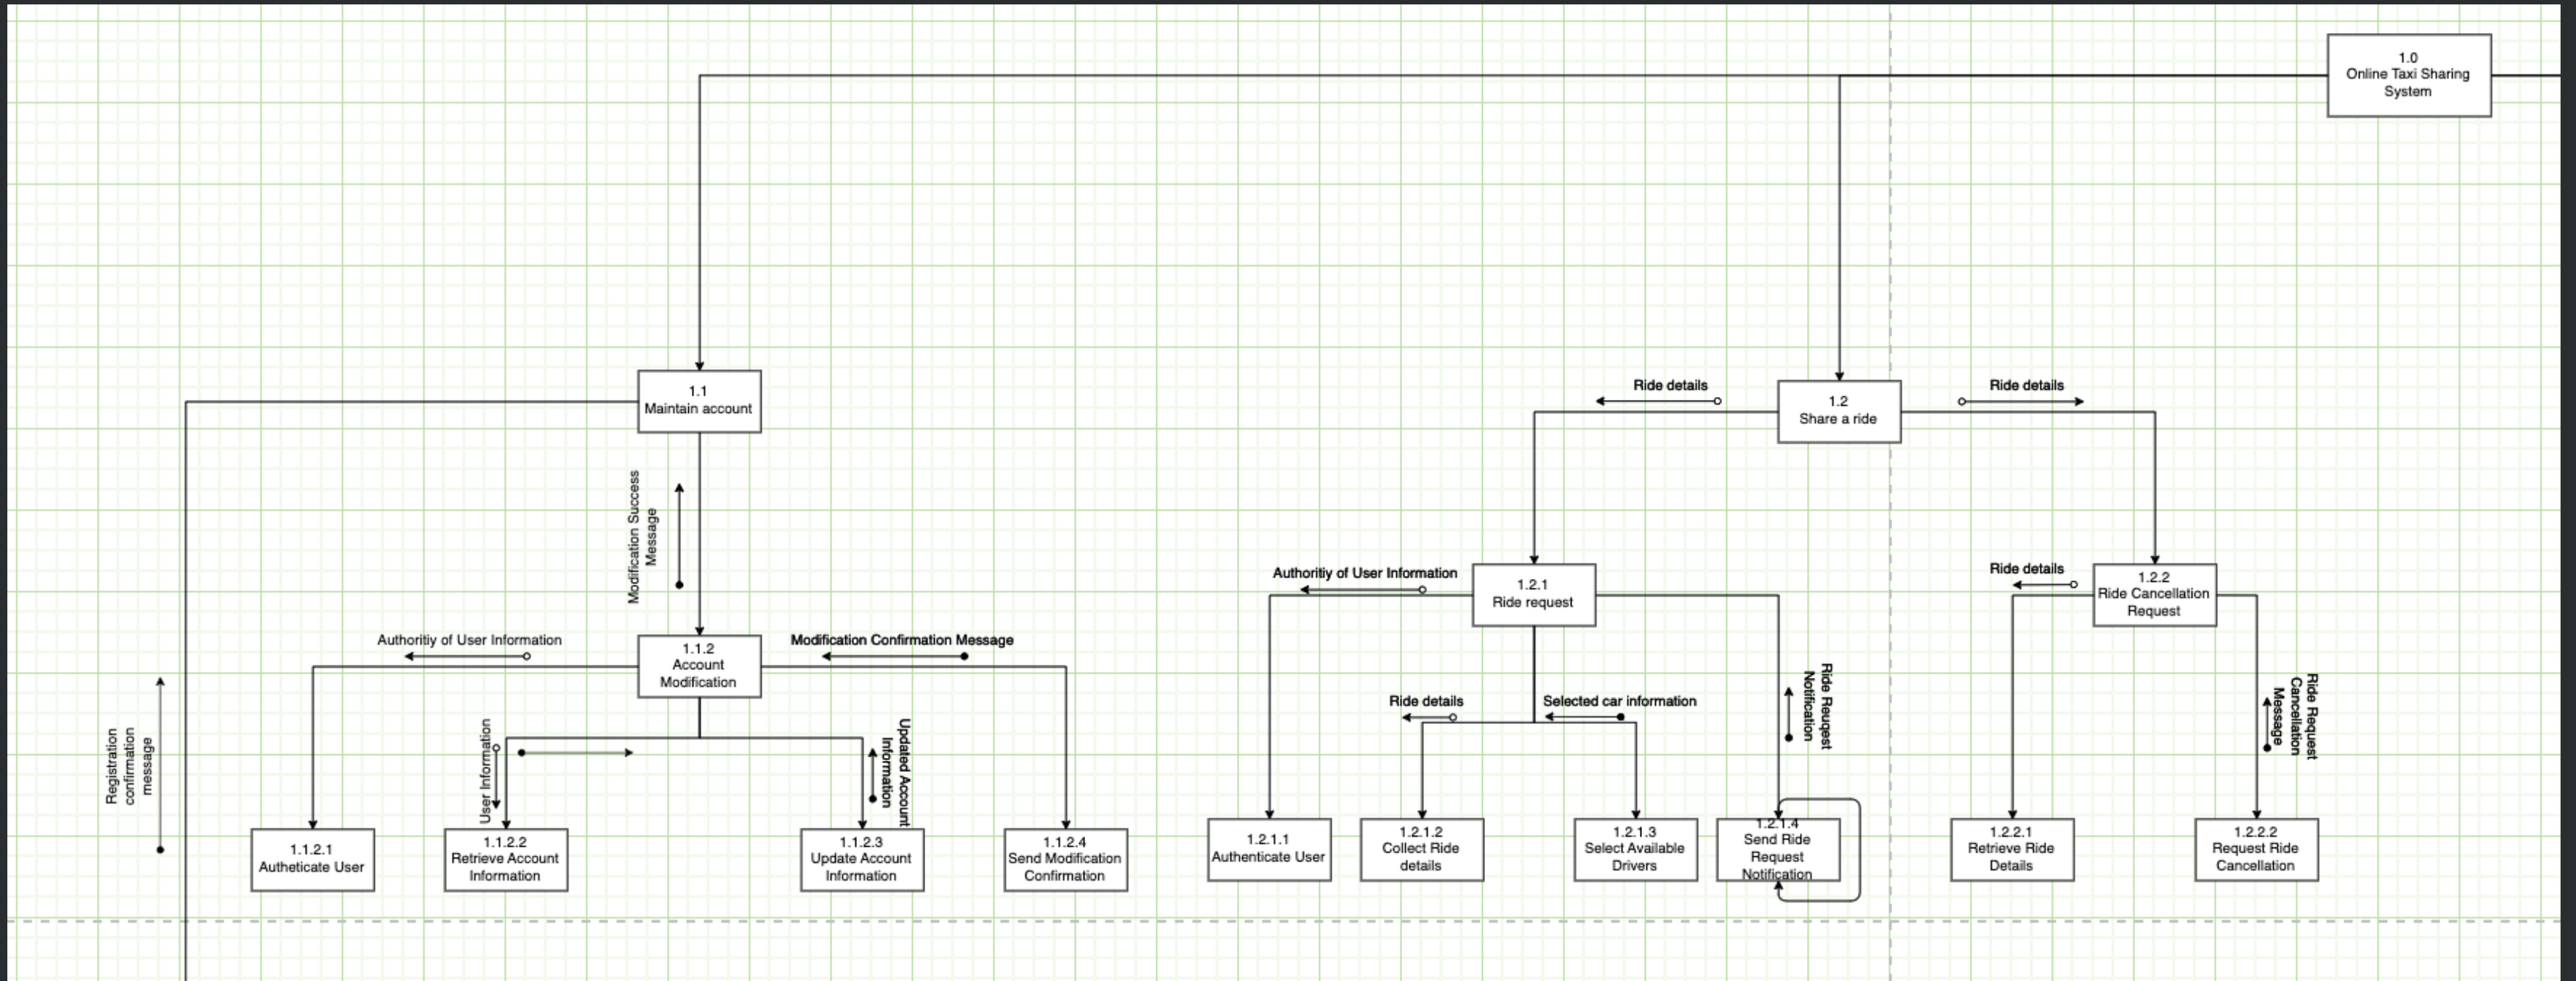 1.0
Online Taxi Sharing
System
1.1
Maintain account
Ride details
1.2
Share a ride
Ride details
Modification Success
Message
Authoritiy of User Information
1.2.1
Ride request
Ride details
1.2.2
Ride Cancellation
Request
Authoritiy of User Information
1.1.2
Account
Modification
Modification Confirmation Message
Registration
confirmation
message
User Information
Updated Account
Information
Ride details
Selected car information
Ride Reuqest
Notification
Ride Request
Cancellation
Message
1.1.2.1
Autheticate User
1.1.2.2
Retrieve Account
Information
1.1.2.3
Update Account
Information
1.1.2.4
Send Modification
Confirmation
1.2.1.1
Authenticate User
1.2.1.2
Collect Ride
details
1.2.1.3
Select Available
Drivers
1.2.1.4
Send Ride
Request
Notification
1.2.2.1
Retrieve Ride
Details
1.2.2.2
Request Ride
Cancellation